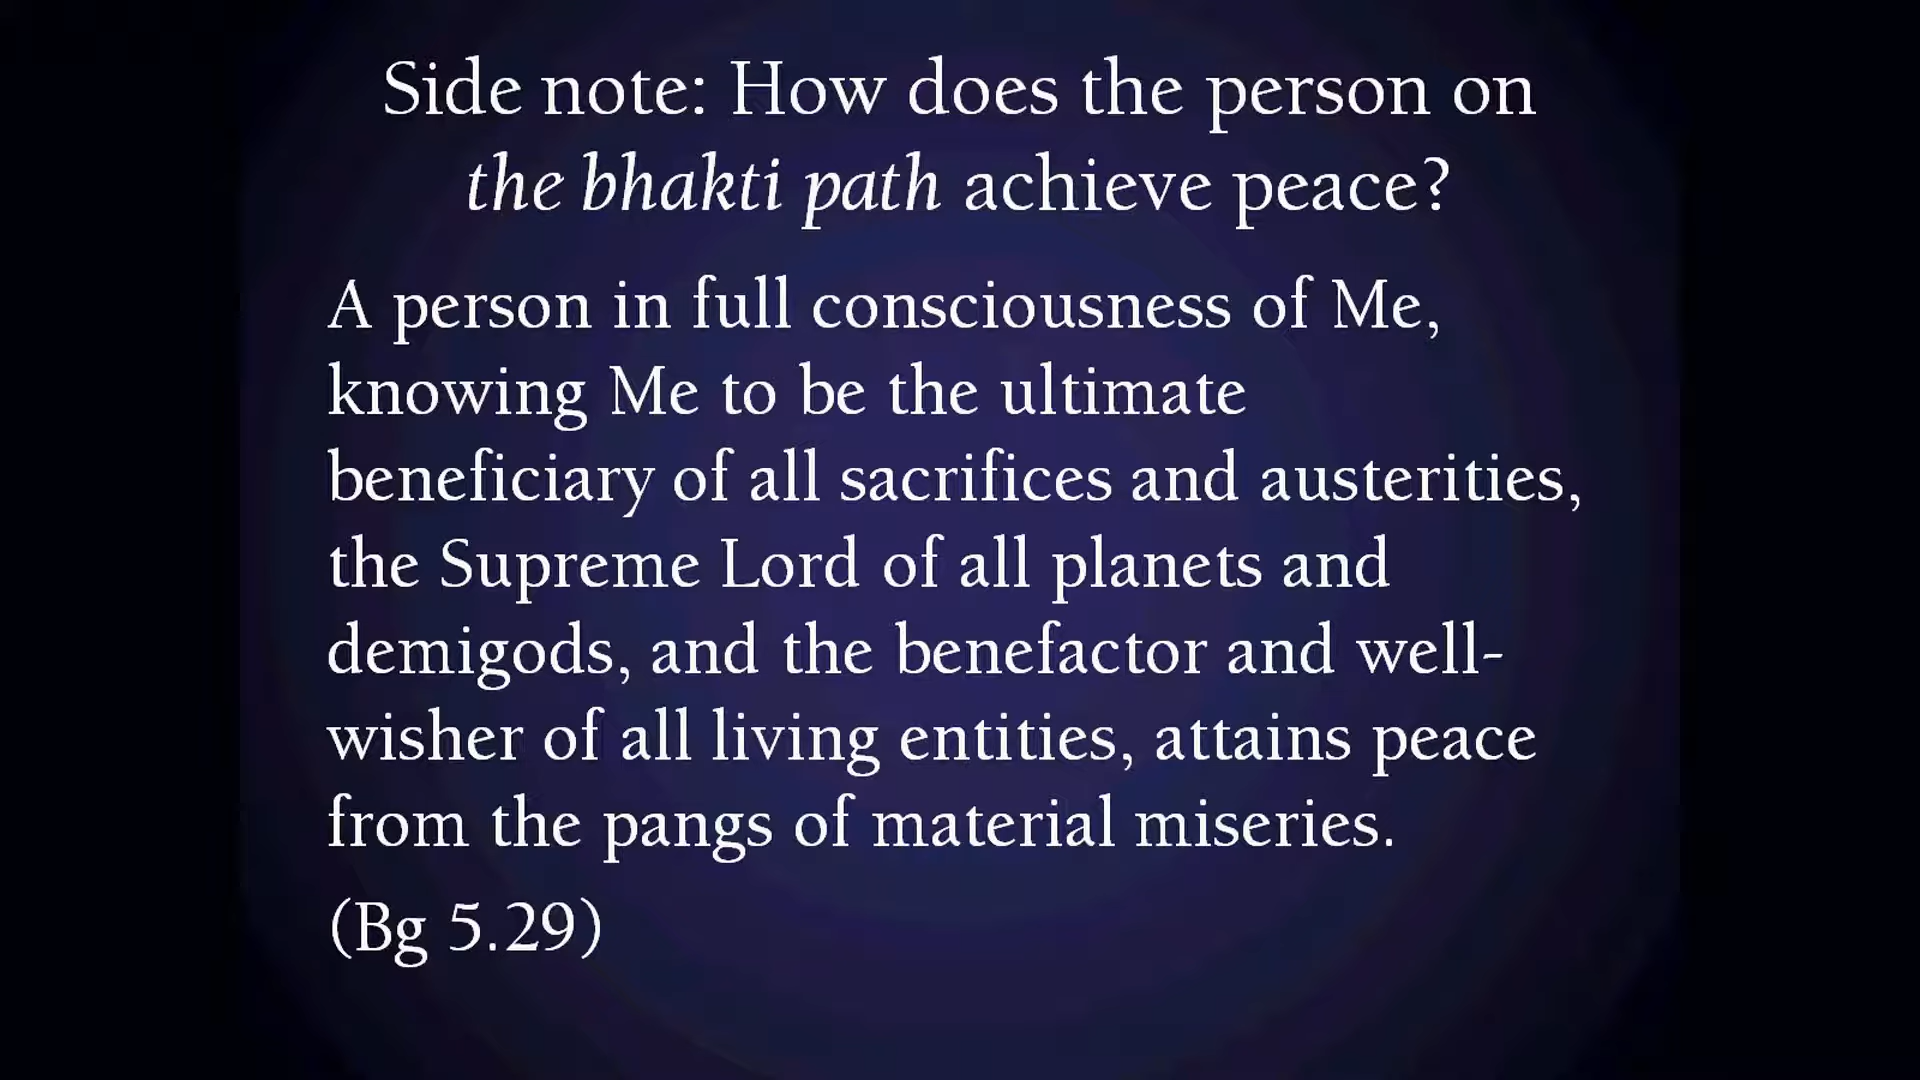 Side note: How does the person on
the bhakti path achieve peace?
A person in full consciousness of Me,
knowing Me to be the ultimate
beneficiary of all sacrifices and austerities,
the Supreme Lord of all planets and
demigods, and the benefactor and well-
wisher of all living entities, attains peace
from the pangs of material miseries.
(Bg 5.29)